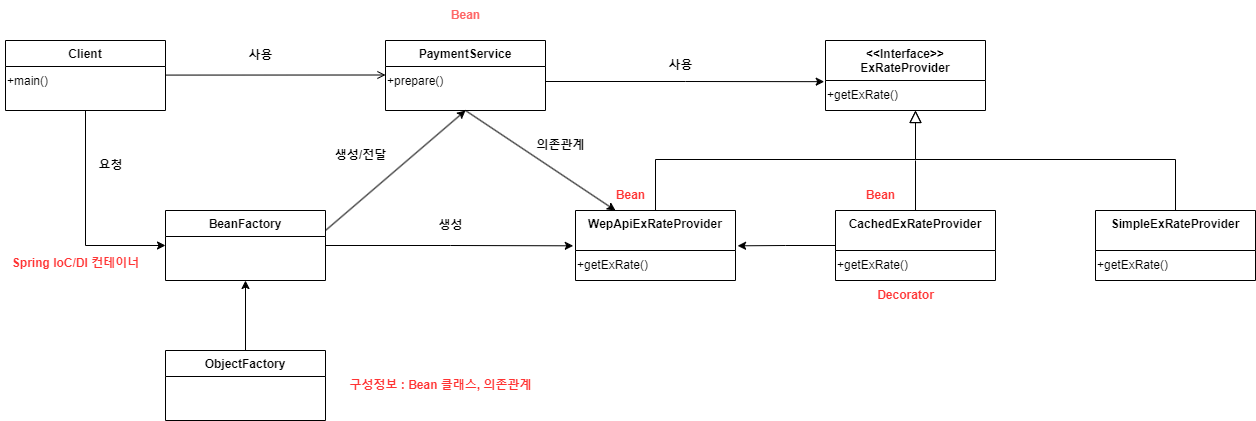 Bean
Client
+main()
사용
PaymentService
+prepare()
사용
<<Interface>>
ExRateProvider
+getExRate()
요청
생성/전달
의존관계
Bean
Bean
BeanFactory
생성
WepApiExRateProvider
+getExRate()
CachedExRateProvider
+getExRate()
SimpleExRateProvider
+getExRate()
Spring IoC/DI 컨테이너
Decorator
ObjectFactory
구성정보 : Bean 클래스, 의존관계